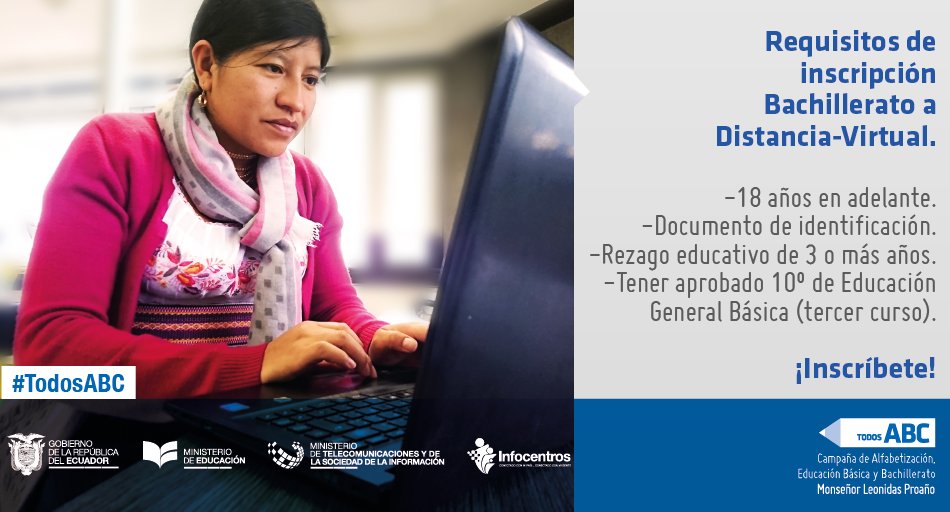 Requisitos de
inscripción
Bachillerato a
Distancia-Virtual.
-18 años en adelante.
-Documento de identificación.
-Rezago educativo de 3 o más años.
-Tener aprobado 10º de Educación
General Básica (tercer curso).
¡Inscríbete!
#TodosABC
GOBIERNO
DE LA REPÚBLICA
DEL ECUADOR
MINISTERIO
DE EDUCACIÓN
MINISTERIO
DE TELECOMUNICACIONES Y DE
LA SOCIEDAD DE LA INFORMACIÓN
Infocentros
TODOS ABC
Campaña de Alfabetización,
Educación Básica y Bachillerato
Monseñor Leonidas Proaño